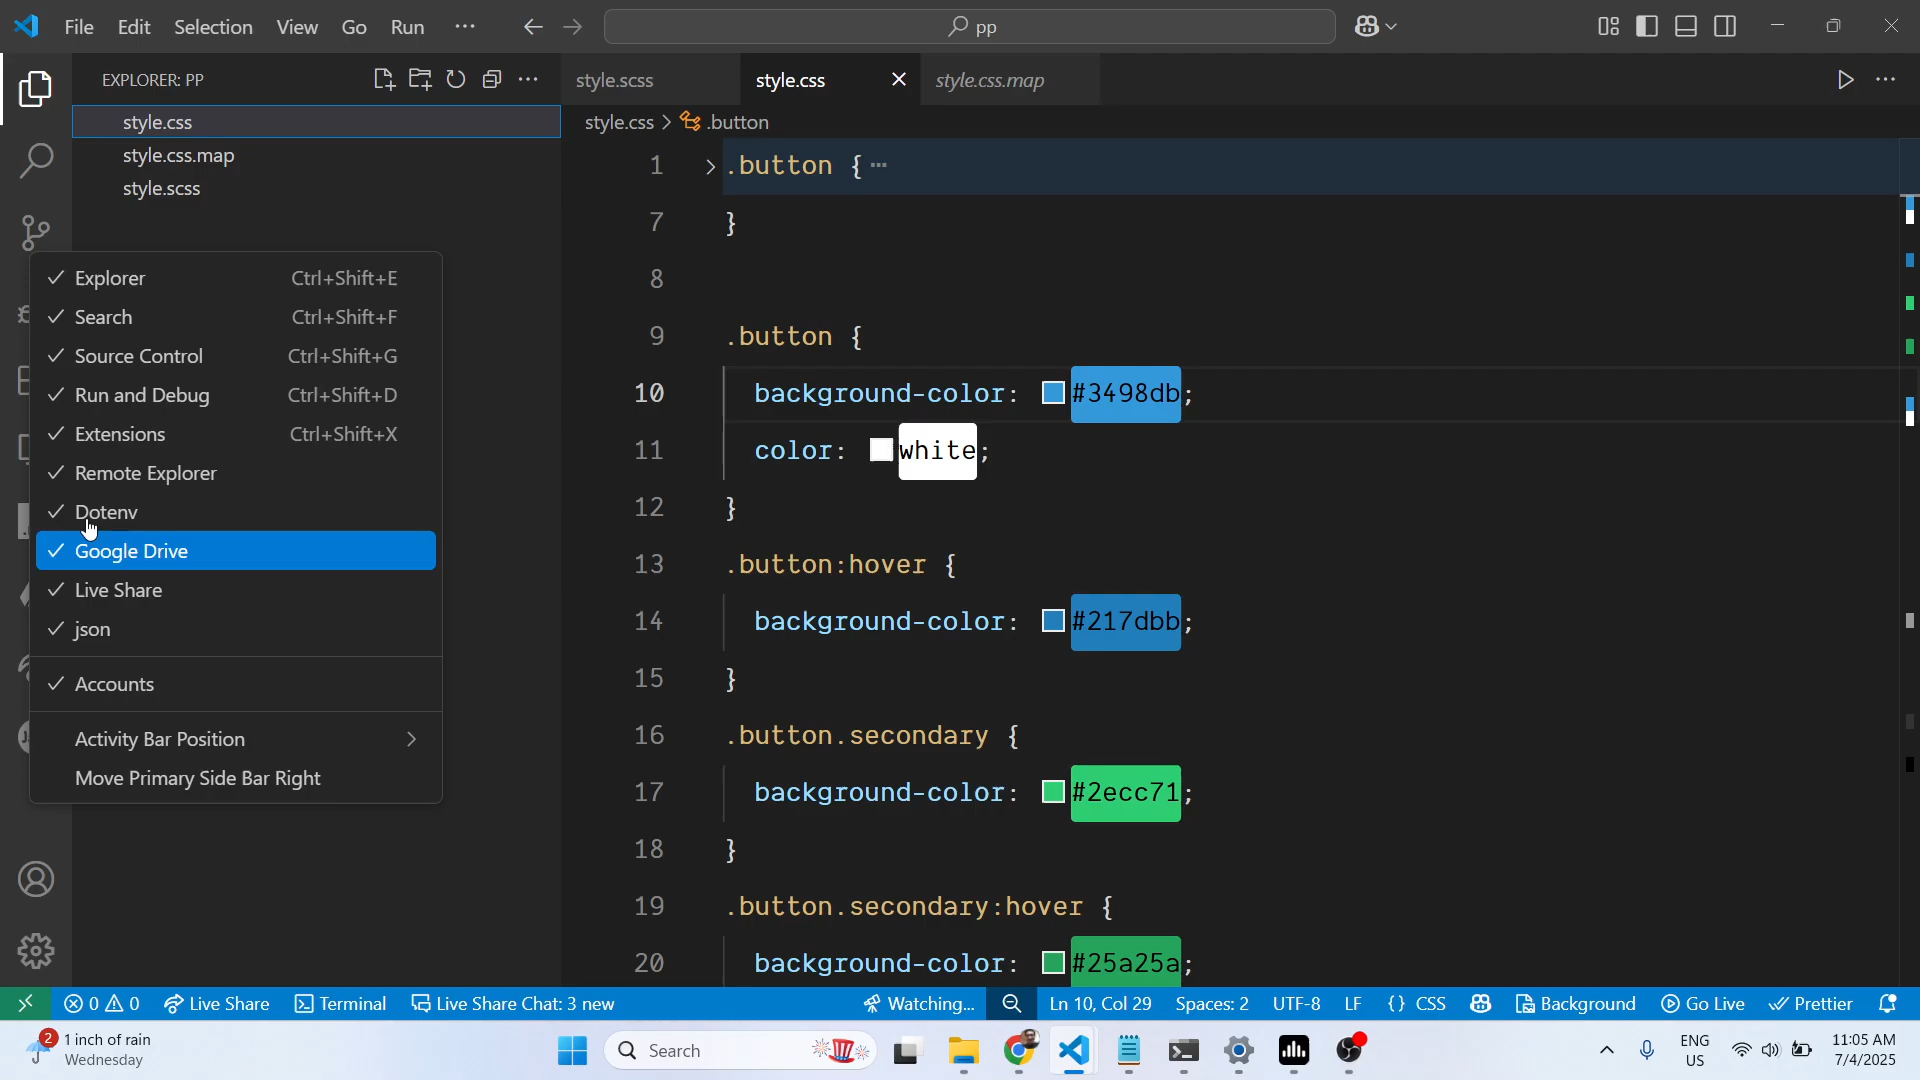 File Edit Selection View Go Run
pp
EXPLORER: PP
style.css
style.css.map
style.scss
Explorer Ctrl+Shift+E
Search Ctrl+Shift+F
Source Control Ctrl+Shift+G
Run and Debug Ctrl+Shift+D
Extensions Ctrl+Shift+X
Remote Explorer
Dotenv
Google Drive
Live Share
json
Accounts
Activity Bar Position
Move Primary Side Bar Right
style.scss style.css style.css.map
style.css > .button
1 .button {
7 }
8
9 .button {
10 background-color: #3498db;
11 color: white;
12 }
13 .button:hover {
14 background-color: #217dbb;
15 }
16 .button.secondary {
17 background-color: #2ecc71;
18 }
19 .button.secondary:hover {
20 background-color: #25a25a;
0 0 Live Share Terminal Live Share Chat: 3 new Watching... Ln 10, Col 29 Spaces: 2 UTF-8 LF {} CSS Background Go Live Prettier
2
1 inch of rain
Wednesday
Search
ENG
US
11:05 AM
7/4/2025